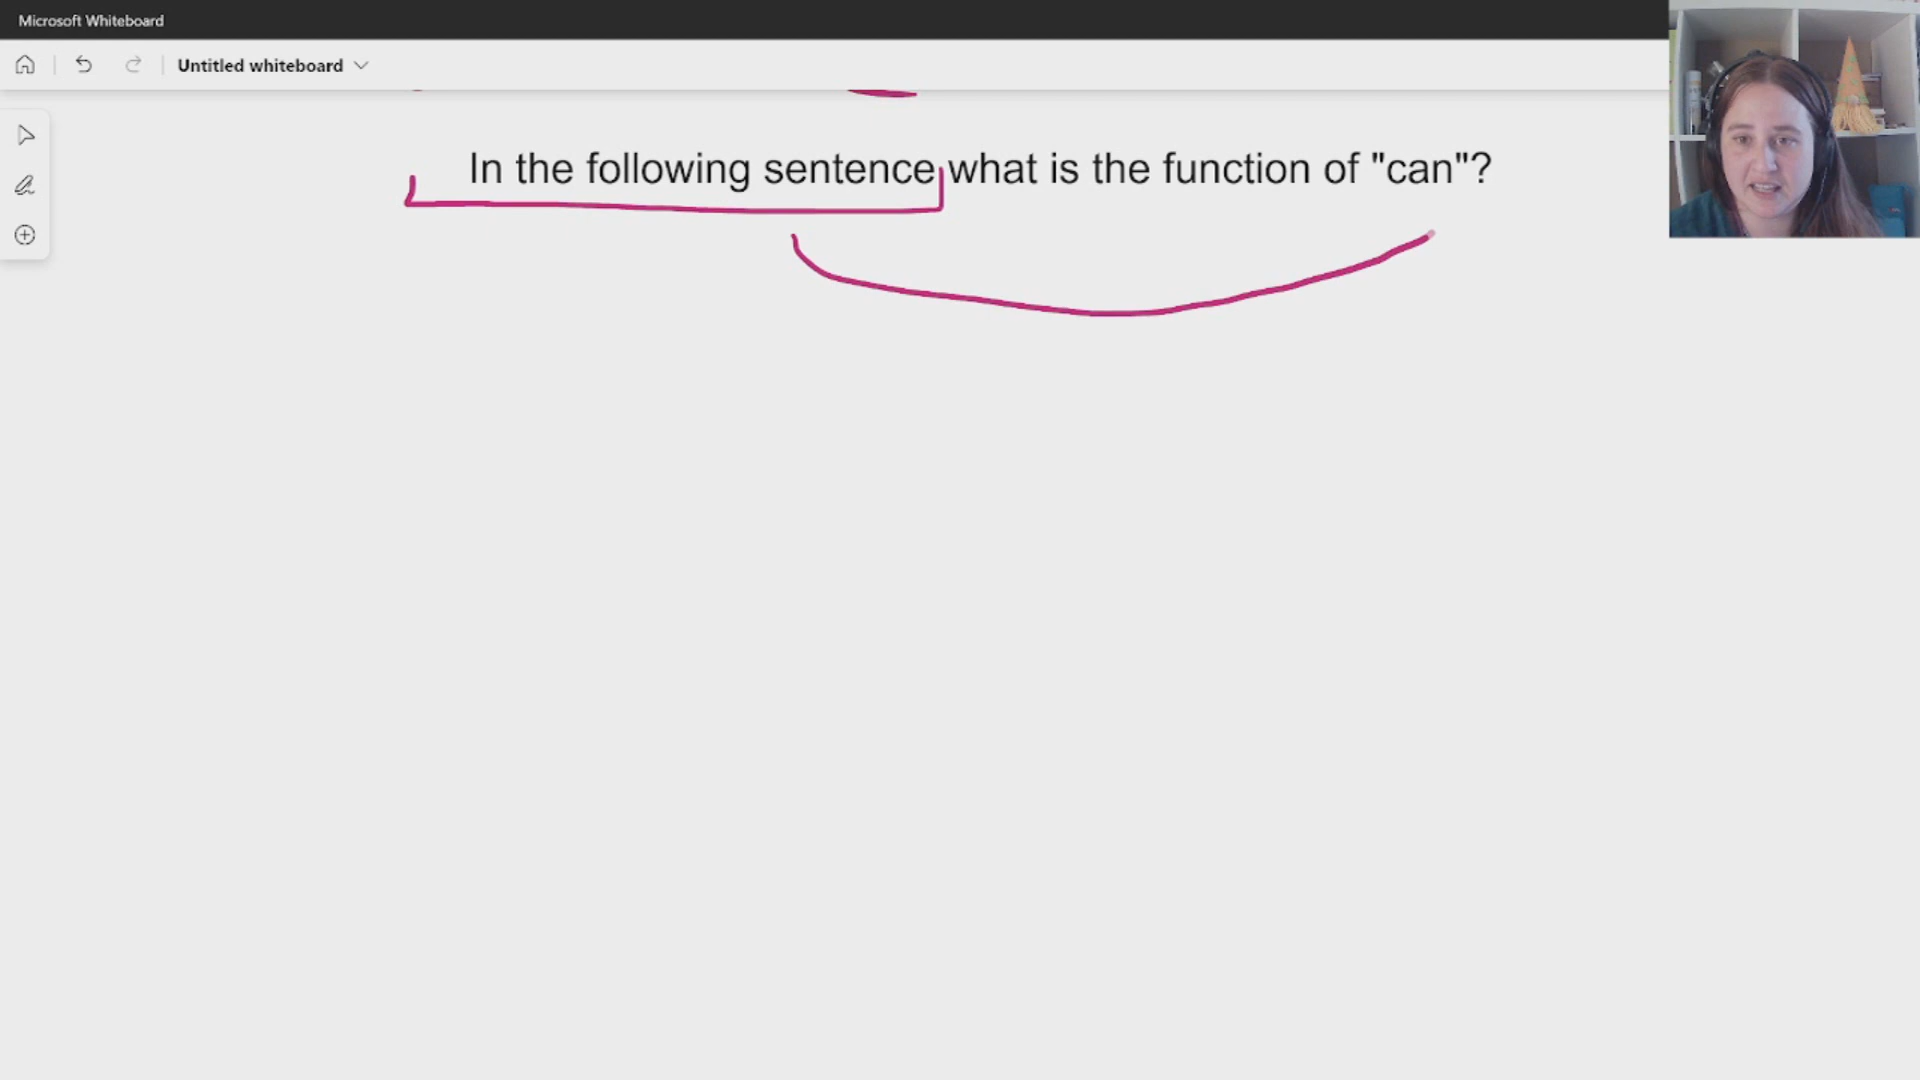 Microsoft Whiteboard
Untitled whiteboard
In the following sentence what is the function of "can"?